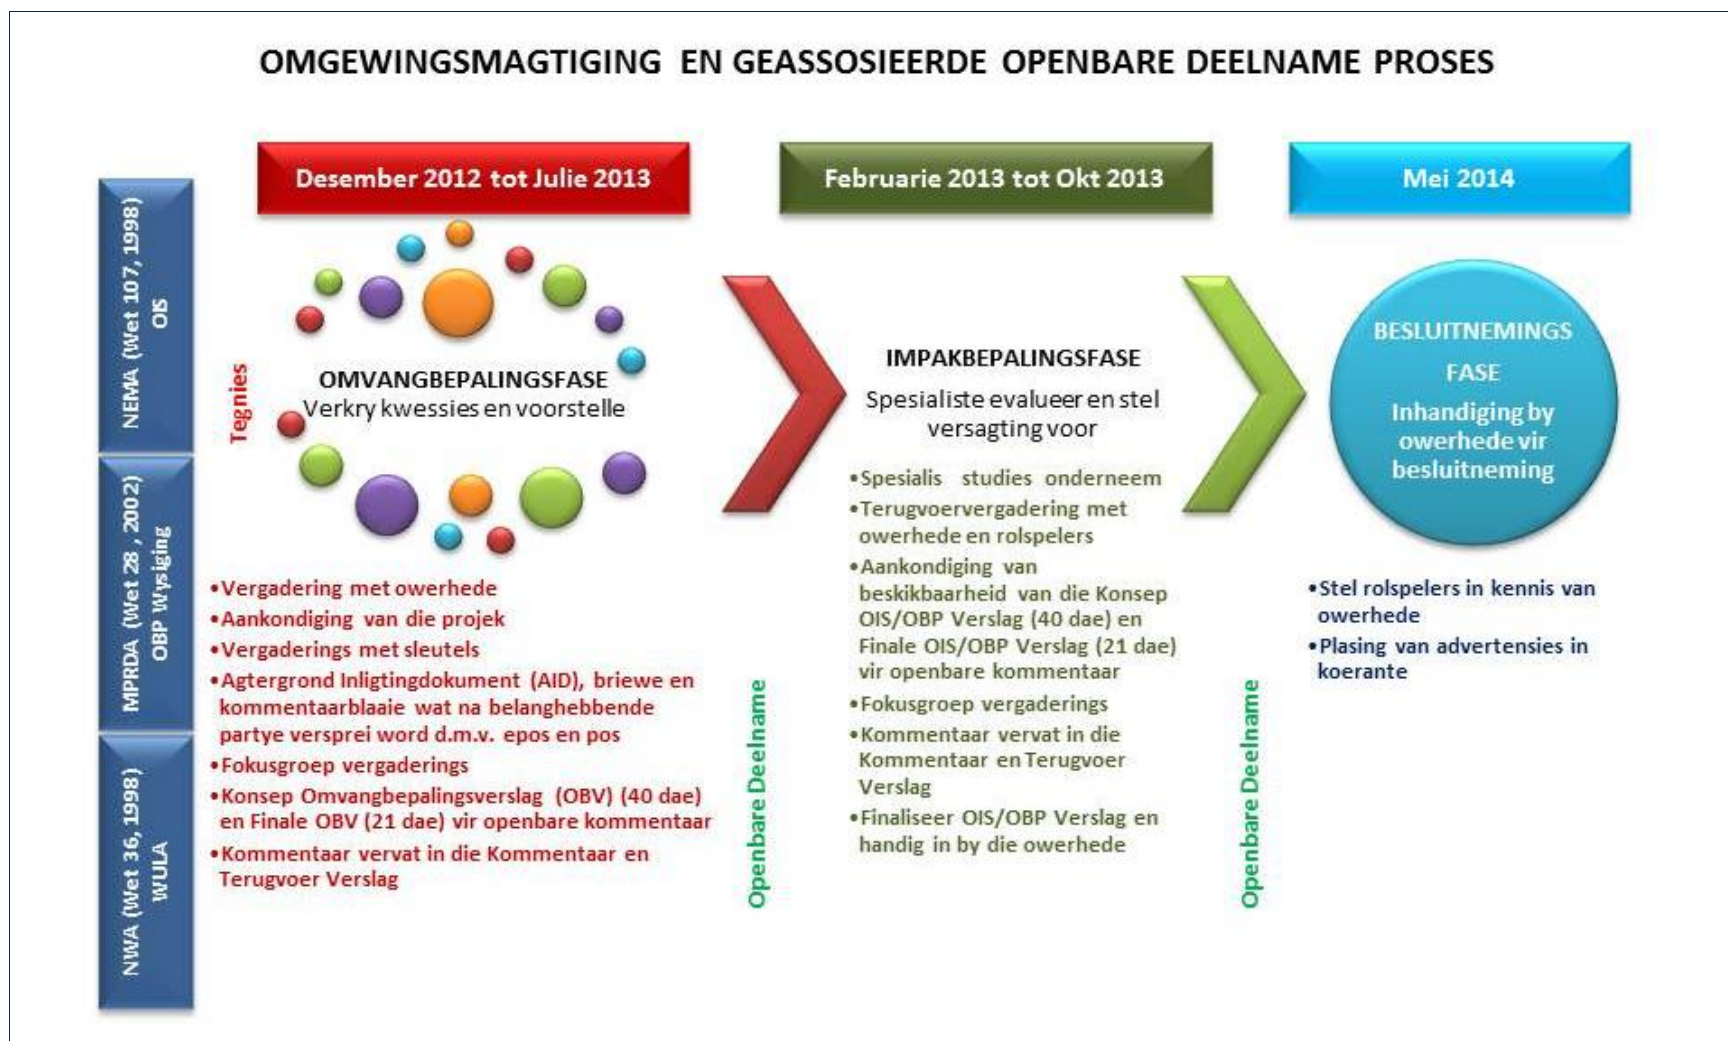 OMGEWINGSMAGTIGING EN GEASSOSIEERDE OPENBARE DEELNAME PROSES
NEMA (Wet 107, 1998)
OIS
MPRDA (Wet 28 , 2002)
OBP Wysiging
NWA (Wet 36, 1998)
WULA
Desember 2012 tot Julie 2013
Tegnies
OMVANGBEPALINGSFASE
Verkry kwessies en voorstelle
•Vergadering met owerhede
•Aankondiging van die projek
•Vergaderings met sleutels
•Agtergrond Inligtingdokument (AID), briewe en
kommentaarblaaie wat na belanghebbende
partye versprei word d.m.v. epos en pos
•Fokusgroep vergaderings
•Konsep Omvangbepalingsverslag (OBV) (40 dae)
en Finale OBV (21 dae) vir openbare kommentaar
•Kommentaar vervat in die Kommentaar en
Terugvoer Verslag
Openbare Deelname
Februarie 2013 tot Okt 2013
IMPAKBEPALINGSFASE
Spesialiste evalueer en stel
versagting voor
•Spesialis studies onderneem
•Terugvoervergadering met
owerhede en rolspelers
•Aankondiging van
beskikbaarheid van die Konsep
OIS/OBP Verslag (40 dae) en
Finale OIS/OBP Verslag (21 dae)
vir openbare kommentaar
•Fokusgroep vergaderings
•Kommentaar vervat in die
Kommentaar en Terugvoer
Verslag
•Finaliseer OIS/OBP Verslag en
handig in by die owerhede
Openbare Deelname
Mei 2014
BESLUITNEMINGS
FASE
Inhandiging by
owerhede vir
besluitneming
•Stel rolspelers in kennis van
owerhede
•Plasing van advertensies in
koerante